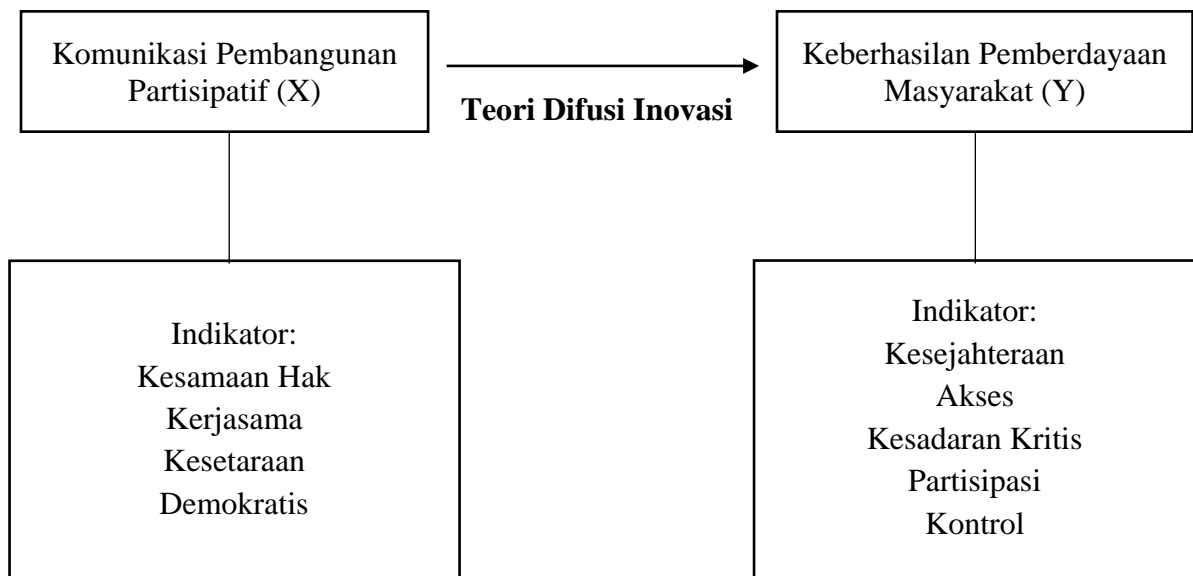 Komunikasi Pembangunan
Partisipatif (X)
Teori Difusi Inovasi
Keberhasilan Pemberdayaan
Masyarakat (Y)
Indikator:
Kesamaan Hak
Kerjasama
Kesetaraan
Demokratis
Indikator:
Kesejahteraan
Akses
Kesadaran Kritis
Partisipasi
Kontrol